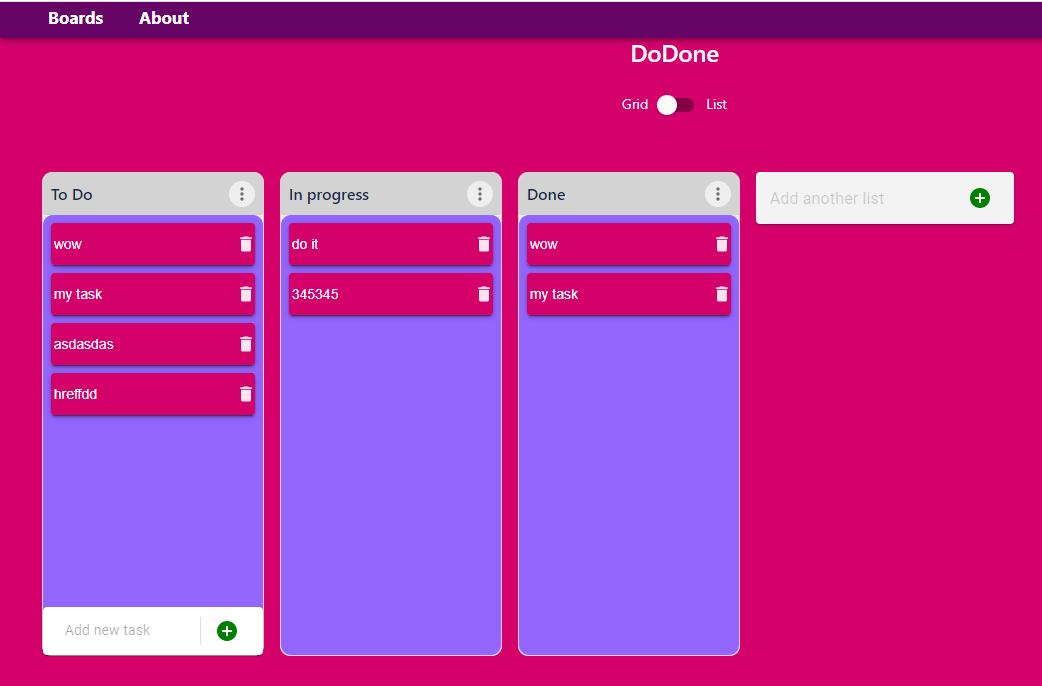 Boards About
DoDone
Grid List
To Do
wow
my task
asdasdas
hreffdd
Add new task
In progress
do it
345345
Done
wow
my task
Add another list